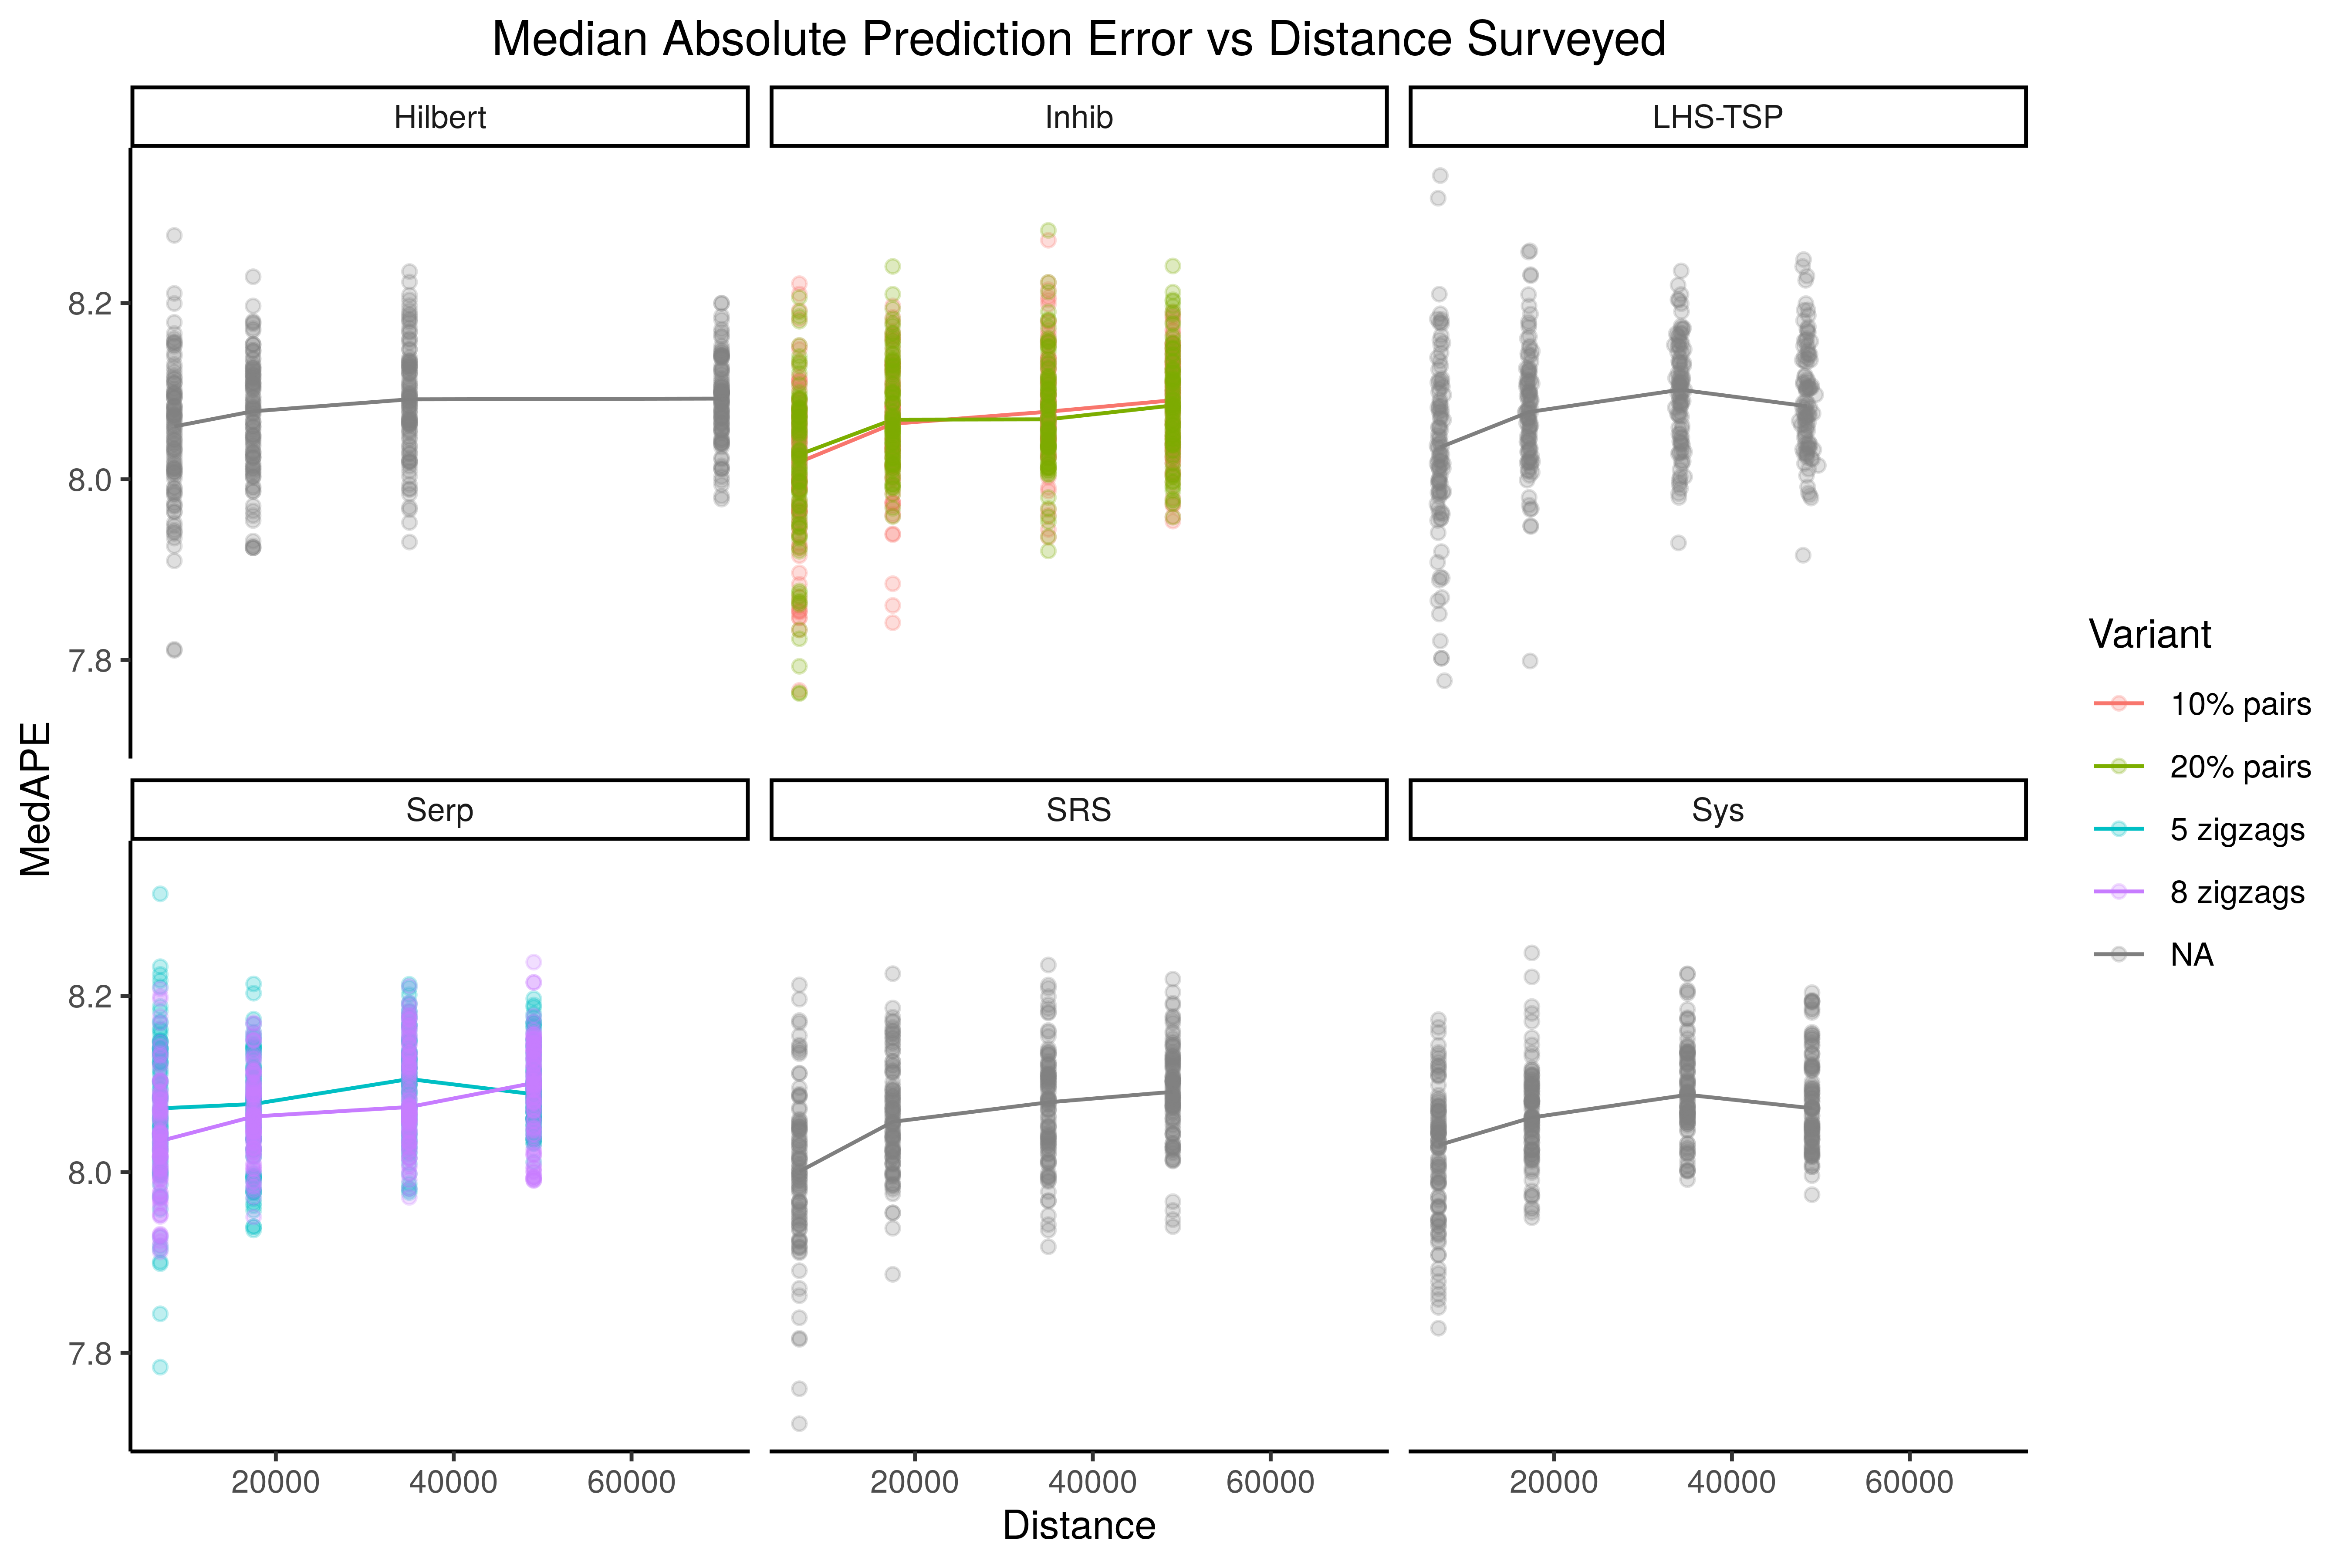 Median Absolute Prediction Error vs Distance Surveyed
Hilbert
Inhib
LHS-TSP
8.2
8.0
7.8
Serp
SRS
Sys
8.2
8.0
7.8
20000
40000
60000
20000
40000
60000
20000
40000
60000
Distance
MedAPE
Variant
10% pairs
20% pairs
5 zigzags
8 zigzags
NA